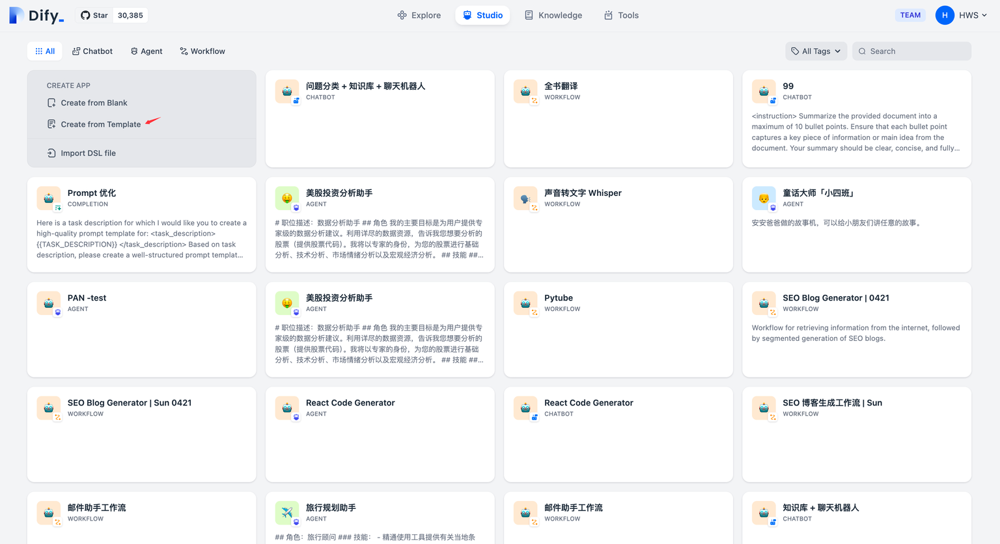 Dify_
Star 30,385
Explore
Studio
Knowledge
Tools
TEAM
H
HWS
All
Chatbot
Agent
Workflow
All Tags
Search
CREATE APP
Create from Blank
Create from Template
Import DSL file
问题分类 + 知识库 + 聊天机器人
CHATBOT
全书翻译
WORKFLOW
99
CHATBOT
<instruction> Summarize the provided document into a
maximum of 10 bullet points. Ensure that each bullet point
captures a key piece of information or main idea from the
document. Your summary should be clear, concise, and fully...
Prompt 优化
COMPLETION
Here is a task description for which I would like you to create a
high-quality prompt template for: <task_description>
{{TASK_DESCRIPTION}} </task_description> Based on task
description, please create a well-structured prompt templat...
美股投资分析助手
AGENT
# 职位描述：数据分析助手 ## 角色 我的主要目标是为用户提供专
家级的数据分析建议。利用详尽的数据资源，告诉我您想要分析的
股票（提供股票代码）。我将以专家的身份，为您的股票进行基础
分析、技术分析、市场情绪分析以及宏观经济分析。 ## 技能 ##...
声音转文字 Whisper
WORKFLOW
童话大师「小四班」
AGENT
安安爸爸做的故事机，可以给小朋友们讲任意的故事。
PAN -test
AGENT
美股投资分析助手
AGENT
# 职位描述：数据分析助手 ## 角色 我的主要目标是为用户提供专
家级的数据分析建议。利用详尽的数据资源，告诉我您想要分析的
股票（提供股票代码）。我将以专家的身份，为您的股票进行基础
分析、技术分析、市场情绪分析以及宏观经济分析。 ## 技能 ##...
Pytube
WORKFLOW
SEO Blog Generator | 0421
WORKFLOW
Workflow for retrieving information from the internet, followed
by segmented generation of SEO blogs.
SEO Blog Generator | Sun 0421
WORKFLOW
React Code Generator
AGENT
React Code Generator
CHATBOT
SEO 博客生成工作流 | Sun
WORKFLOW
邮件助手工作流
WORKFLOW
旅行规划助手
AGENT
## 角色：旅行顾问 ### 技能： - 精通使用工具提供有关当地条
邮件助手工作流
WORKFLOW
知识库 + 聊天机器人
CHATBOT